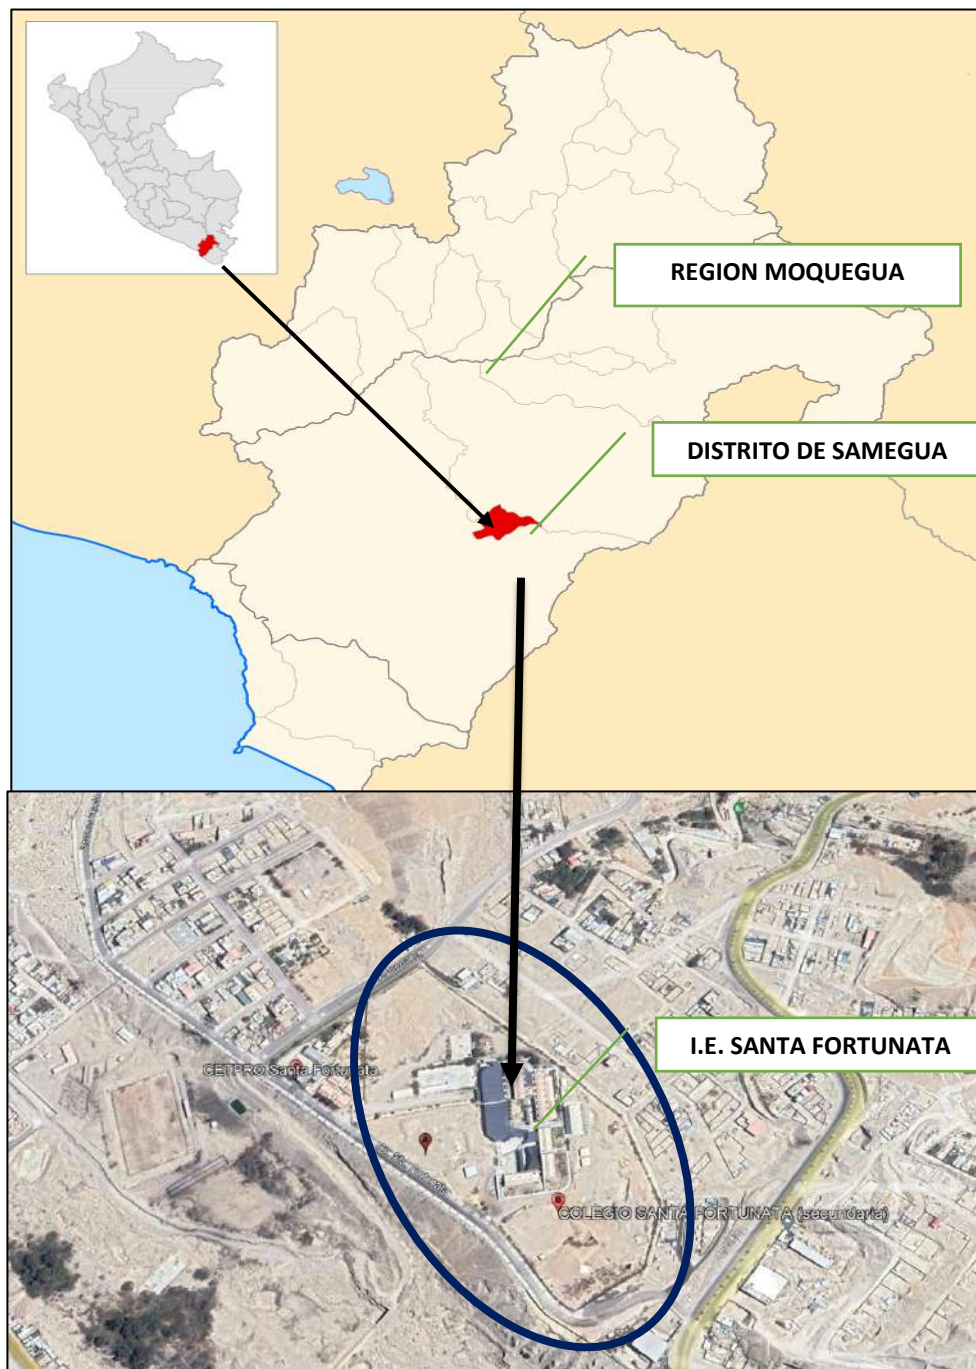 REGION MOQUEGUA
DISTRITO DE SAMEGUA
I.E. SANTA FORTUNATA
CETPRO Santa Fortunata
COLEGIO SANTA FORTUNATA (secundaria)